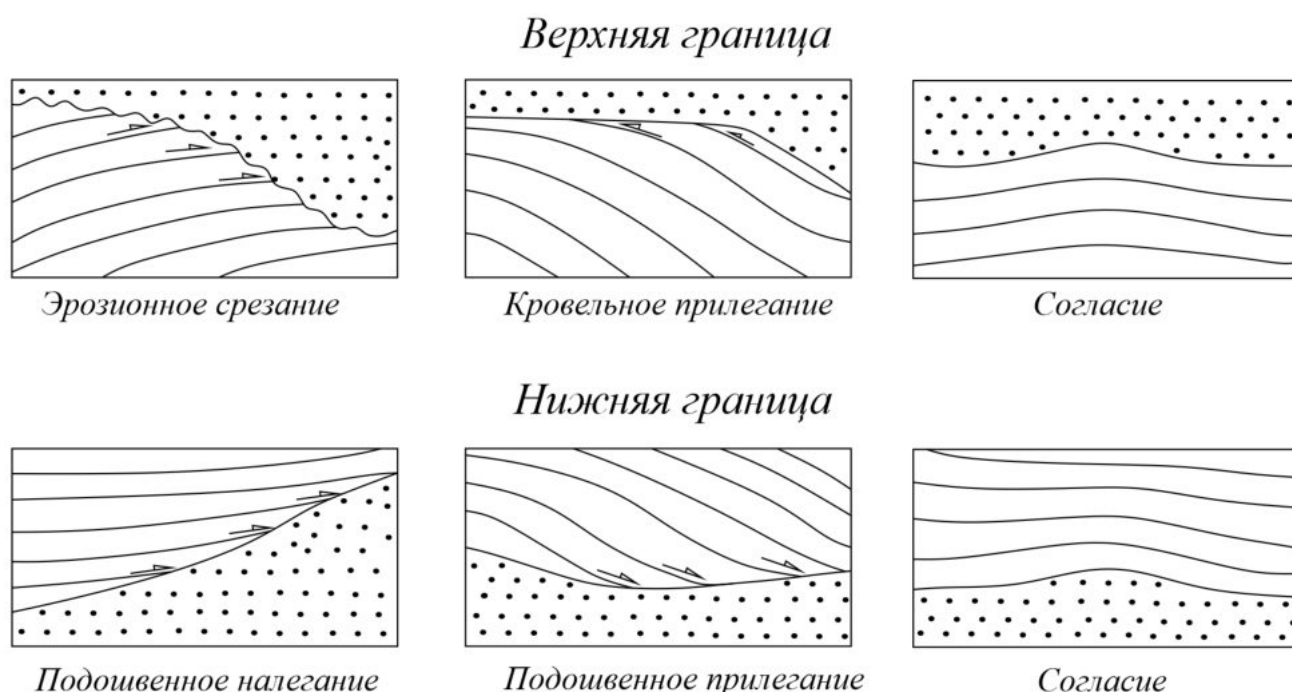 Верхняя граница
Эрозионное срезание
Кровельное прилегание
Согласие
Нижняя граница
Подошвенное налегание
Подошвенное прилегание
Согласие